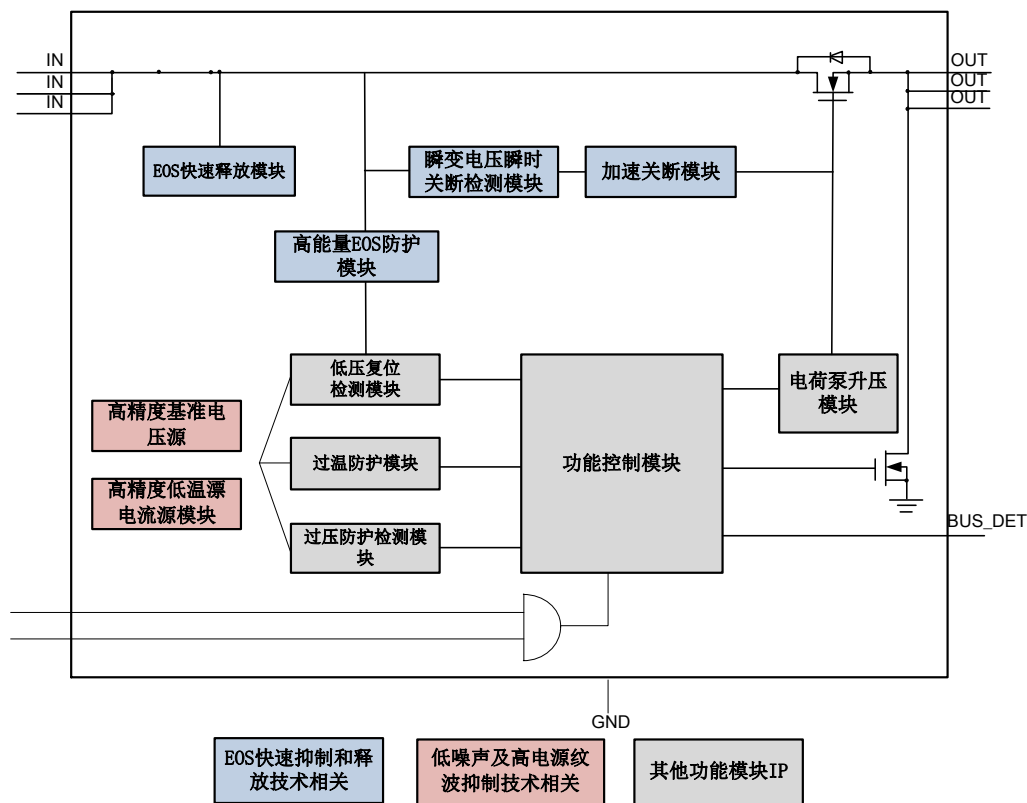 IN
IN
IN
OUT
OUT
OUT
EOS快速释放模块
瞬变电压瞬时
关断检测模块
加速关断模块
高能量EOS防护
模块
低压复位
检测模块
高精度基准电
压源
过温防护模块
功能控制模块
电荷泵升压
模块
高精度低温漂
电流源模块
过压防护检测模
块
BUS_DET
GND
EOS快速抑制和释
放技术相关
低噪声及高电源纹
波抑制技术相关
其他功能模块IP